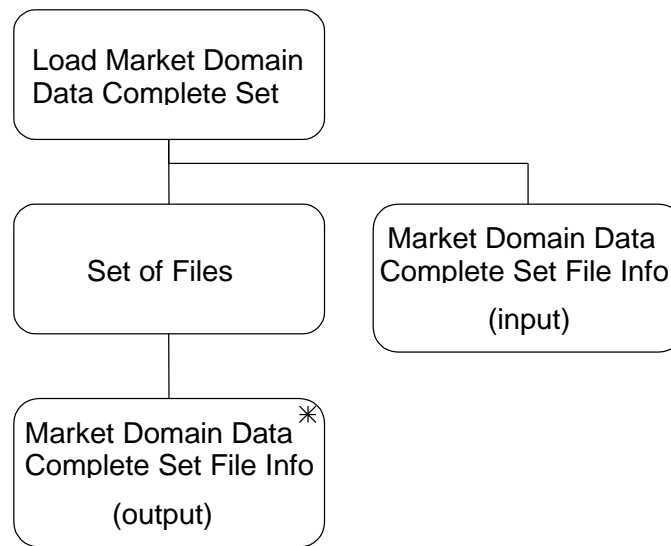 Load Market Domain
Data Complete Set
Set of Files
Market Domain Data
Complete Set File Info
(input)
Market Domain Data
Complete Set File Info
(output)